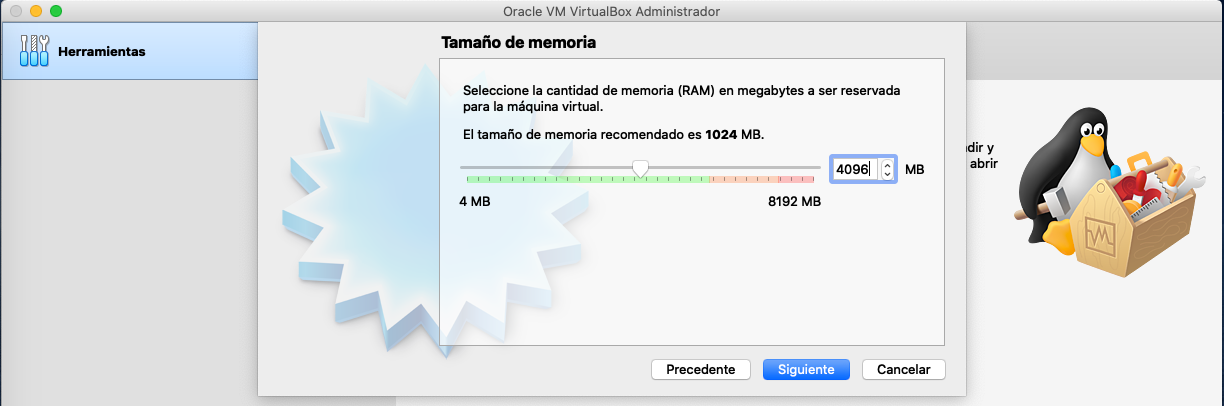 Oracle VM VirtualBox Administrador
Herramientas
Tamaño de memoria
Seleccione la cantidad de memoria (RAM) en megabytes a ser reservada
para la máquina virtual.
El tamaño de memoria recomendado es 1024 MB.
4096 MB
4 MB 8192 MB
dir y
abrir
Precedente Siguiente Cancelar